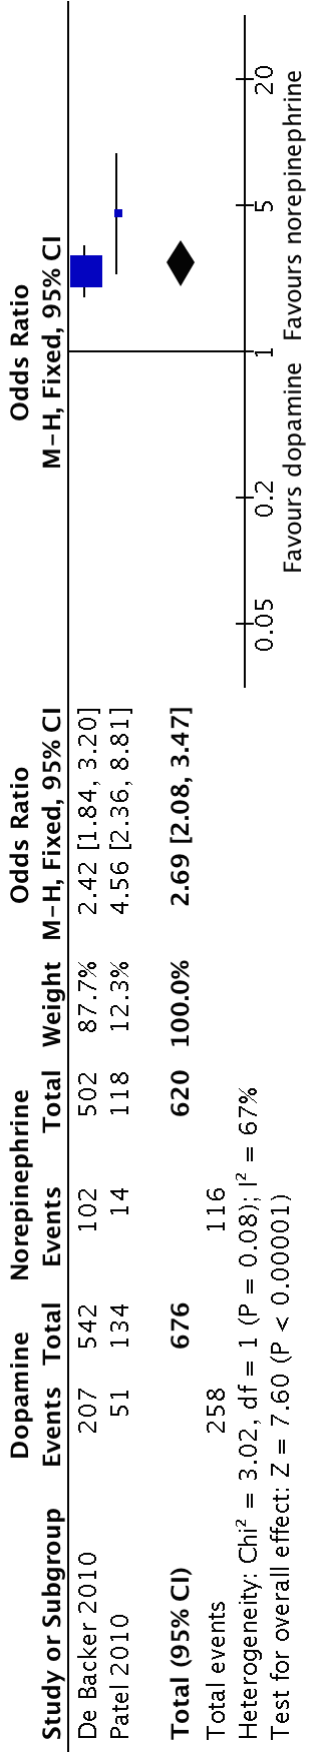 Dopamine Norepinephrine Odds Ratio Odds Ratio
Study or Subgroup Events Total Events Total Weight M-H, Fixed, 95% CI M-H, Fixed, 95% CI
De Backer 2010 207 542 102 502 87.7% 2.42 [1.84, 3.20]
Patel 2010 51 134 14 118 12.3% 4.56 [2.36, 8.81]
Total (95% CI) 676 620 100.0% 2.69 [2.08, 3.47]
Total events 258 116
Heterogeneity: Chi² = 3.02, df = 1 (P = 0.08); I² = 67%
Test for overall effect: Z = 7.60 (P < 0.00001)
0.05 0.2 1 5 20
Favours dopamine Favours norepinephrine